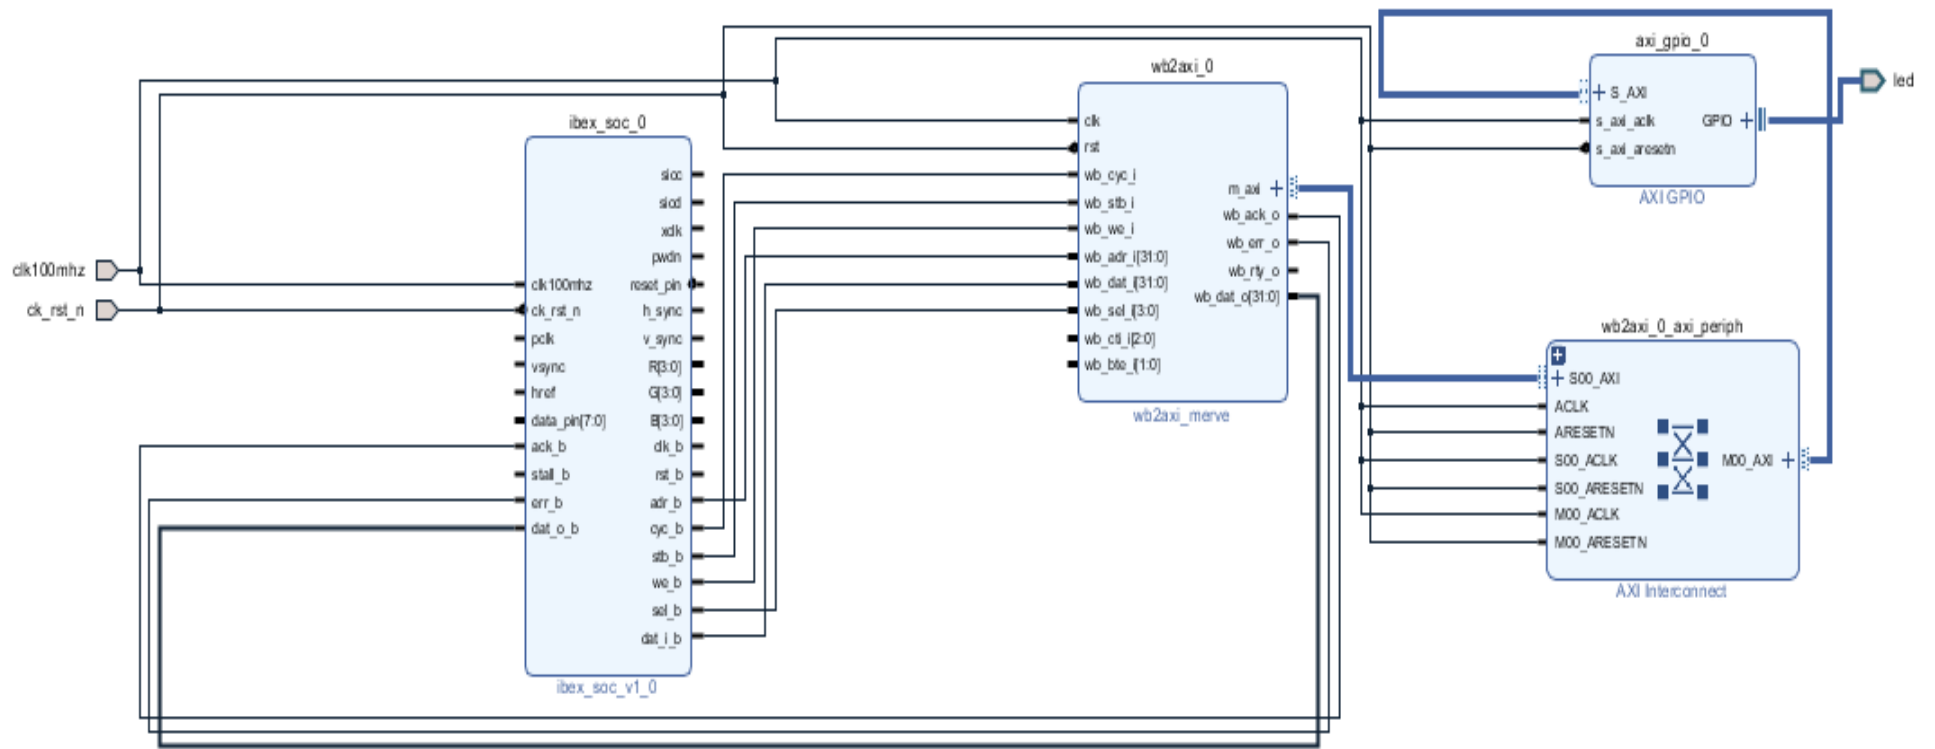 clk100mhz
ck_rst_n
ibex_soc_0
sioc
siod
xclk
pwdn
clk100mhz reset_pin
ck_rst_n h_sync
pclk v_sync
vsync R[3:0]
href G[3:0]
data_pin[7:0] B[3:0]
ack_b clk_b
stall_b rst_b
err_b adr_b
dat_o_b cyc_b
stb_b
we_b
sel_b
dat_i_b
ibex_soc_v1_0
wb2axi_0
clk
rst
wb_cyc_i
wb_stb_i
wb_we_i
wb_adr_i[31:0]
wb_dat_i[31:0]
wb_sel_i[3:0]
wb_cti_i[2:0]
wb_bte_i[1:0]
m_axi
wb_ack_o
wb_err_o
wb_rty_o
wb_dat_o[31:0]
wb2axi_merve
axi_gpio_0
S_AXI
s_axi_aclk GPIO
s_axi_aresetn
AXI GPIO
led
wb2axi_0_axi_periph
S00_AXI
ACLK
ARESETN
S00_ACLK M00_AXI
S00_ARESETN
M00_ACLK
M00_ARESETN
AXI Interconnect